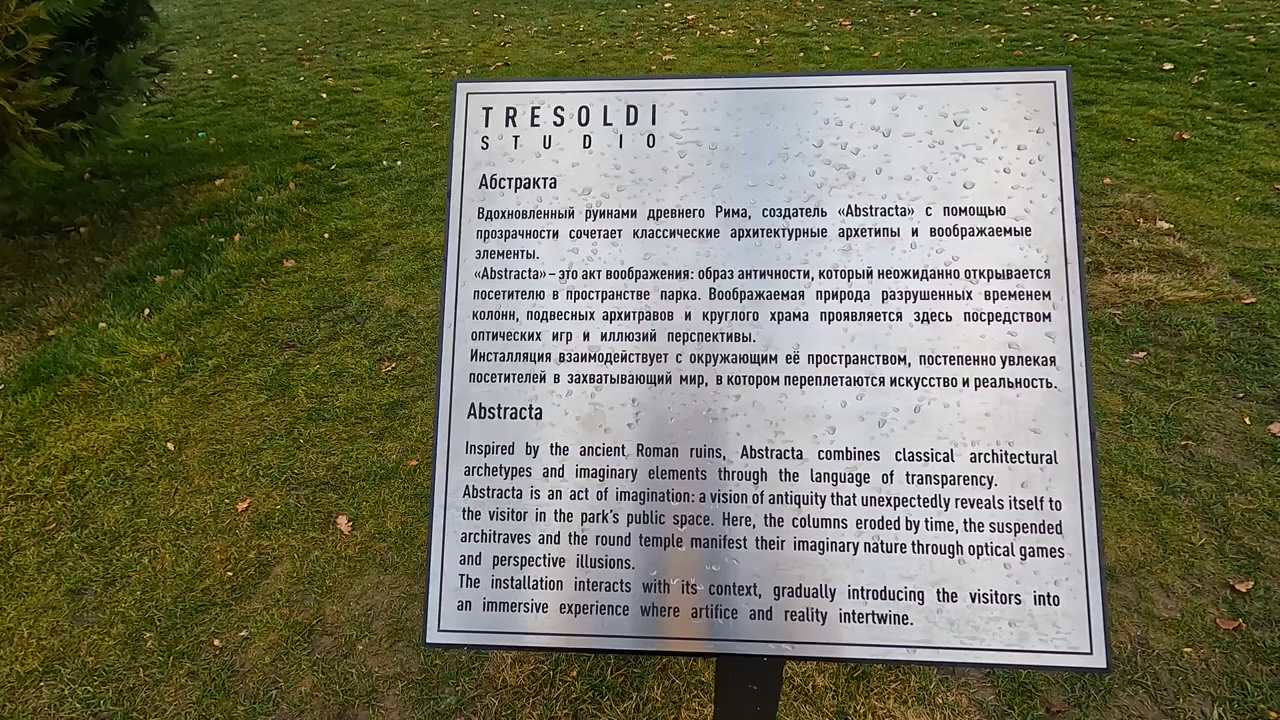 TRESOLDI
STUDIO
Абстракта
Вдохновленный руинами древнего Рима, создатель «Abstracta» с помощью
прозрачности сочетает классические архитектурные архетипы и воображаемые
элементы.
«Abstracta» – это акт воображения: образ античности, который неожиданно открывается
посетителю в пространстве парка. Воображаемая природа разрушенных временем
колонн, подвесных архитравов и круглого храма проявляется здесь посредством
оптических игр и иллюзий перспективы.
Инсталляция взаимодействует с окружающим её пространством, постепенно увлекая
посетителей в захватывающий мир, в котором переплетаются искусство и реальность.
Abstracta
Inspired by the ancient Roman ruins, Abstracta combines classical architectural
archetypes and imaginary elements through the language of transparency.
Abstracta is an act of imagination: a vision of antiquity that unexpectedly reveals itself to
the visitor in the park's public space. Here, the columns eroded by time, the suspended
architraves and the round temple manifest their imaginary nature through optical games
and perspective illusions.
The installation interacts with its context, gradually introducing the visitors into
an immersive experience where artifice and reality intertwine.